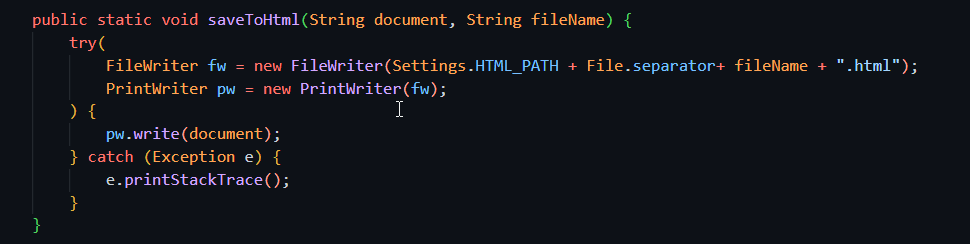 public static void saveToHtml(String document, String fileName) {
try(
FileWriter fw = new FileWriter(Settings.HTML_PATH + File.separator+ fileName + ".html");
PrintWriter pw = new PrintWriter(fw);
) {
pw.write(document);
} catch (Exception e) {
e.printStackTrace();
}
}